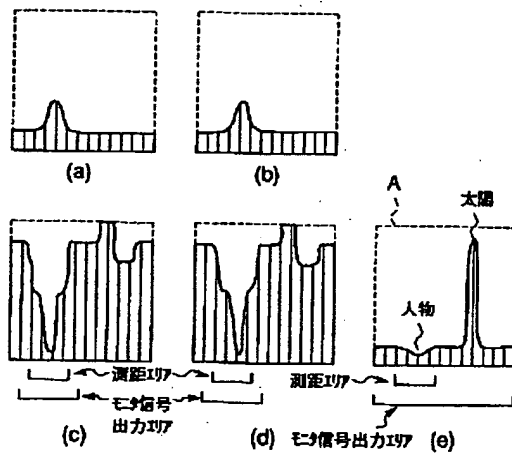 (a)
(b)
A
太陽
人物
測距エリア
測距エリア
モニタ信号
出力エリア
モニタ信号出力エリア
(c)
(d)
(e)